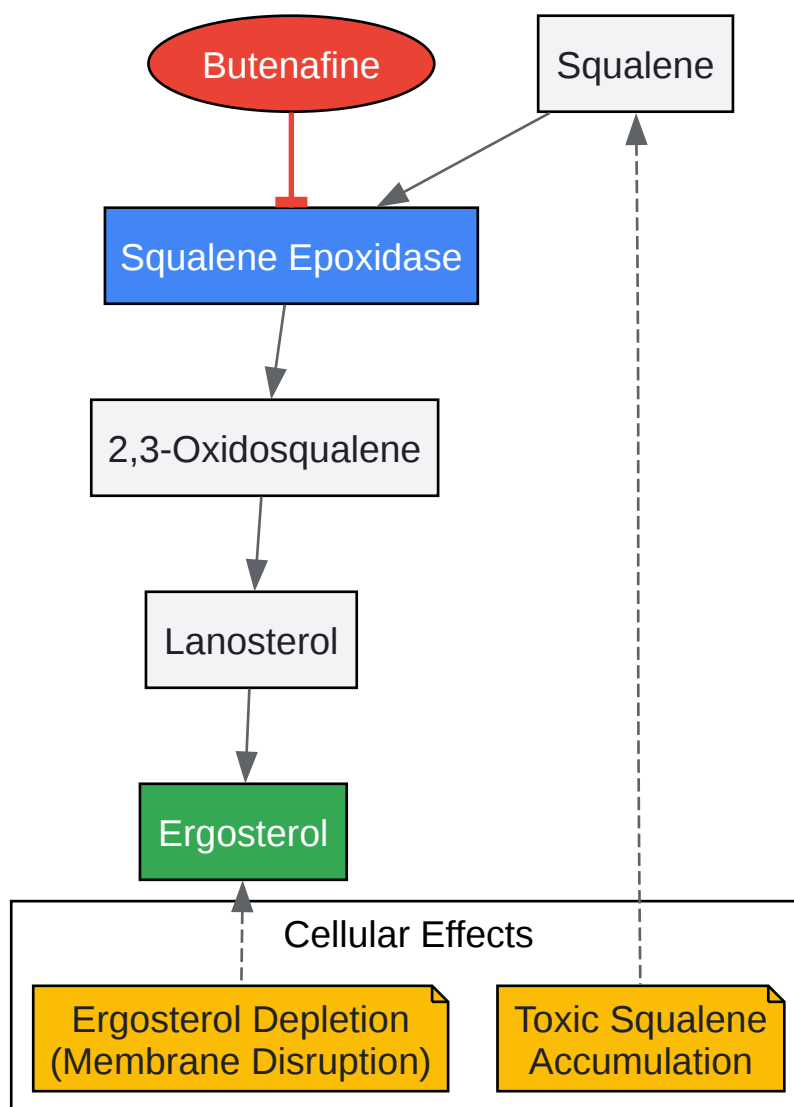 Butenafine
Squalene
Squalene Epoxidase
2,3-Oxidosqualene
Lanosterol
Ergosterol
Cellular Effects
Ergosterol Depletion
(Membrane Disruption)
Toxic Squalene
Accumulation